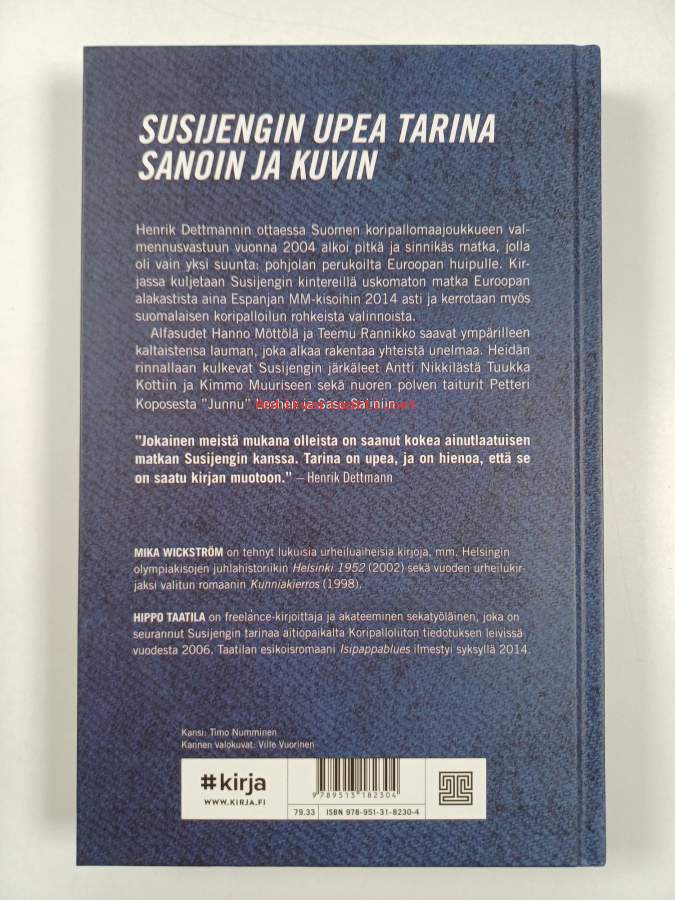 SUSIJENGIN UPEA TARINA
SANOIN JA KUVIN
Henrik Dettmannin ottaessa Suomen koripallomaajoukkueen val-
mennusvastuun vuonna 2004 alkoi pitkä ja sinnikäs matka, jolla
oli vain yksi suunta: pohjolan perukoilta Euroopan huipulle. Kir-
jassa kuljetaan Susijengin kintereillä uskomaton matka Euroopan
alakastista aina Espanjan MM-kisoihin 2014 asti ja kerrotaan myös
suomalaisen koripalloilun rohkeista valinnoista.
Alfasudet Hanno Möttölä ja Teemu Rannikko saavat ympärilleen
kaltaistensa lauman, joka alkaa rakentaa yhteistä unelmaa. Heidän
rinnallaan kulkevat Susijengin järkäleet Antti Nikkilästä Tuukka
Kottiin ja Kimmo Muuriseen sekä nuoren polven taiturit Petteri
Koposesta "Junnu" Leehen ja Sasu Saliniin.
"Jokainen meistä mukana olleista on saanut kokea ainutlaatuisen
matkan Susijengin kanssa. Tarina on upea, ja on hienoa, että se
on saatu kirjan muotoon." – Henrik Dettmann
MIKA WICKSTRÖM on tehnyt lukuisia urheiluaiheisia kirjoja, mm. Helsingin
olympiakisojen juhlahistoriikin Helsinki 1952 (2002) sekä vuoden urheilukir-
jaksi valitun romaanin Kunniakierros (1998).
HIPPO TAATILA on freelance-kirjoittaja ja akateeminen sekatyöläinen, joka on
seurannut Susijengin tarinaa aitiopaikalta Koripalloliiton tiedotuksen leivissä
vuodesta 2006. Taatilan esikoisromaani Isipappablues ilmestyi syksyllä 2014.
Kansi: Timo Numminen
Kannen valokuvat: Ville Vuorinen
#kirja
WWW.KIRJA.FI
9 789513 182304
79.33 ISBN 978-951-31-8230-4